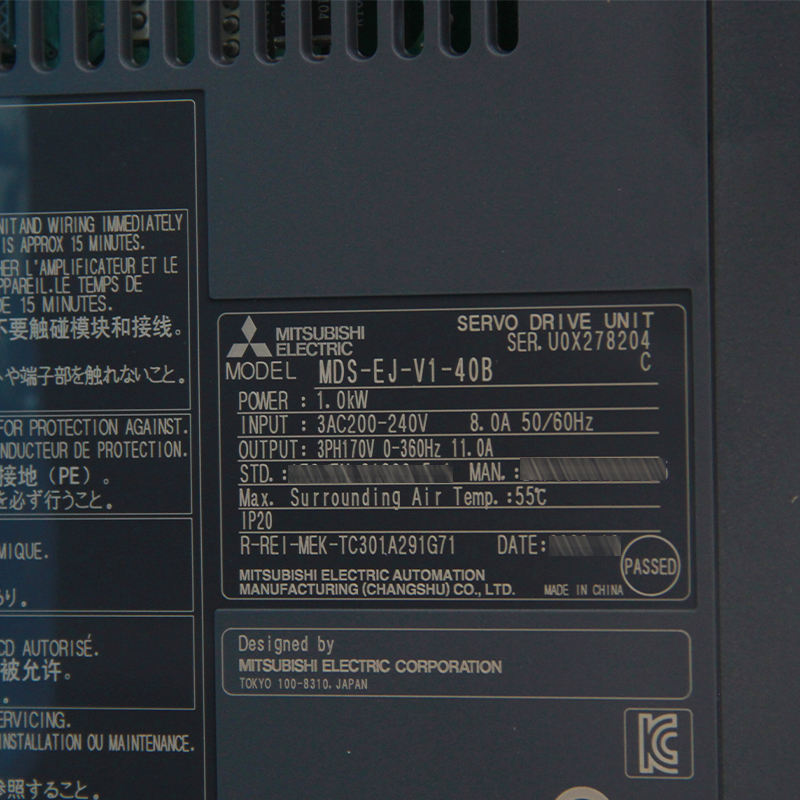 NIT AND WIRING IMMEDIATELY
IS APPROX 15 MINUTES.
HER L'AMPLIFICATEUR ET LE
PPAREIL.LE TEMPS DE
DE 15 MINUTES.
不要触碰模块和接线。
や端子部を触れないこと。
FOR PROTECTION AGAINST.
NDUCTEUR DE PROTECTION.
接地（PE）。
を必ず行うこと。
MIQUE.
り。
CD AUTORISÉ.
被允许。
ERVICING.
INSTALLATION OU MAINTENANCE.
参照すること。
MITSUBISHI
ELECTRIC
SERVO DRIVE UNIT
SER.U0X278204
C
MODEL MDS-EJ-V1-40B
POWER : 1.0kW
INPUT : 3AC200-240V 8.0A 50/60Hz
OUTPUT: 3PH170V 0-360Hz 11.0A
STD. : MAN. :
Max. Surrounding Air Temp.:55℃
IP20
R-REI-MEK-TC301A291G71 DATE:
PASSED
MITSUBISHI ELECTRIC AUTOMATION
MANUFACTURING (CHANGSHU) CO., LTD. MADE IN CHINA
Designed by
MITSUBISHI ELECTRIC CORPORATION
TOKYO 100-8310, JAPAN